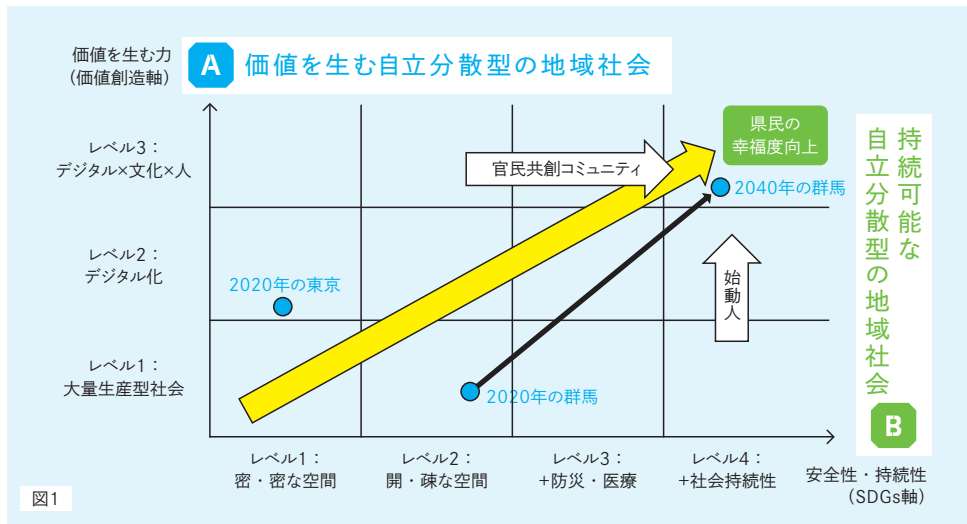 価値を生む力
(価値創造軸)
A 価値を生む自立分散型の地域社会
レベル3：
デジタル×文化×人
レベル2：
デジタル化
レベル1：
大量生産型社会
県民の
幸福度向上
官民共創コミュニティ
2040年の群馬
2020年の東京
始動人
2020年の群馬
持続可能な
自立分散型の地域社会
B
レベル1：
密・密な空間
レベル2：
開・疎な空間
レベル3：
+防災・医療
レベル4：
+社会持続性
安全性・持続性
(SDGs軸)
図1